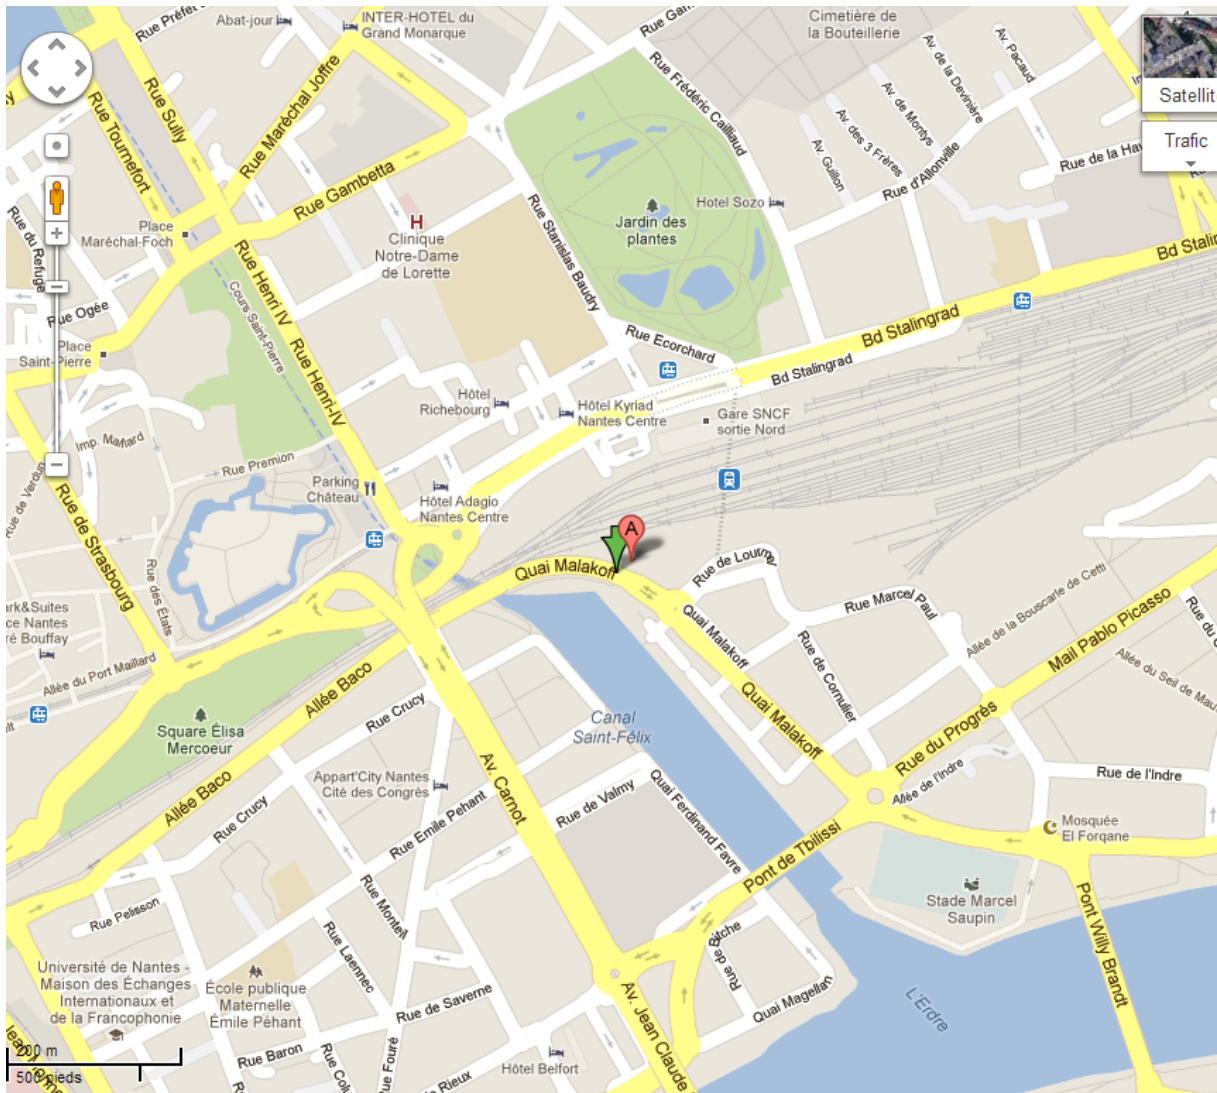 Rue Préfet
Abat-jour
INTER-HOTEL du
Grand Monarque
Cimetière de
la Bouteillerie
Rue Tournefort
Rue Sully
Rue Maréchal Joffre
Rue Frédéric Cailliaud
Av. de la Devinière
Av. Pacaud
Av. de Montys
Av. des 3 Frères
Av. Guillon
Satellit
Trafic
Rue d'Allonville
Rue de la Hav
Rue Gambetta
H
Clinique
Notre-Dame
de Lorette
Place
Maréchal-Foch
Rue du Refuge
Rue Ogée
Place
Saint-Pierre
Rue Henri IV
Cours Saint-Pierre
Rue Henri-IV
Rue Stanislas Baudry
Jardin des
plantes
Hotel Sozo
Bd Stalin
Bd Stalingrad
Bd Stalingrad
Rue Ecorchard
Hôtel
Richebourg
Hôtel Kyriad
Nantes Centre
Gare SNCF
sortie Nord
Imp. Maillard
Rue Premion
Parking
Château
Hôtel Adagio
Nantes Centre
Rue de Verdun
Rue de Strasbourg
Rue des États
A
Quai Malakoff
Rue de Lourmel
Rue Marcel Paul
Allée de la Bouscarle de Cetti
Mail Pablo Picasso
Allée du Seil de Mau
ark&Suites
ce Nantes
ré Bouffay
Allée du Port Maillard
Quai Malakoff
Rue de Cornulier
Quai Malakoff
Rue du Progrès
Allée de l'Indre
Rue de l'Indre
Square Élisa
Mercoeur
Allée Baco
Allée Baco
Rue Crucy
Rue Crucy
Canal
Saint-Félix
Av. Carnot
Appart'City Nantes
Cité des Congrès
Rue Emile Pehant
Rue de Valmy
Quai Ferdinand Favre
Pont de Tbilissi
Mosquée
El Forqane
Stade Marcel
Saupin
Pont Willy Brandt
Rue Pelisson
Rue Monteil
Rue Laennec
Rue de Bitche
Quai Magellan
L'Erdre
Université de Nantes -
Maison des Échanges
Internationaux et
de la Francophonie
École publique
Maternelle
Émile Péhant
Rue de Saverne
Rue Fouré
Rue Baron
Hôtel Belfort
Av. Jean Claude
200 m
500 pieds